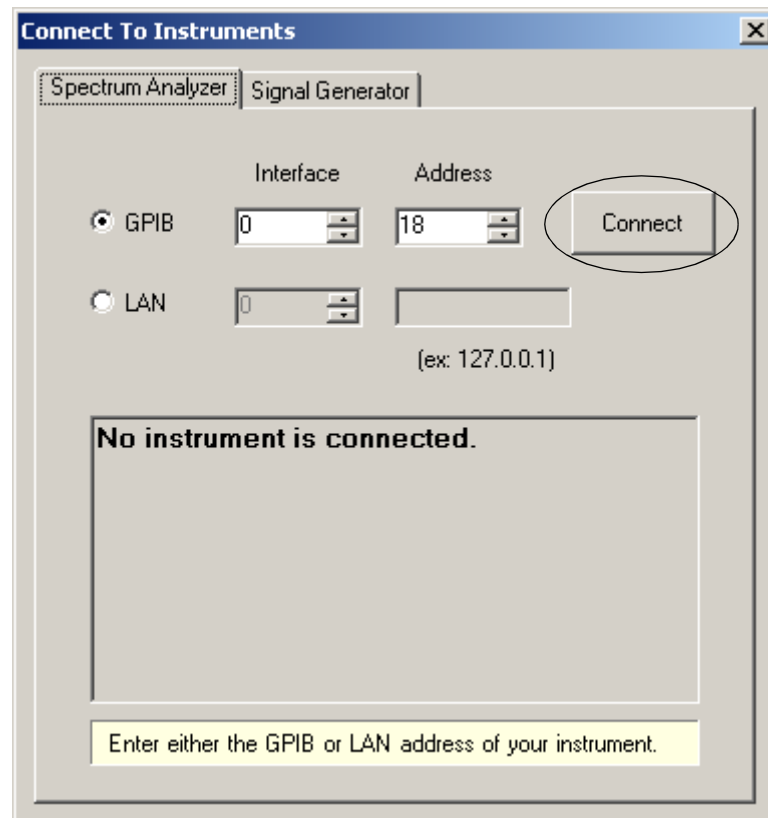 Connect To Instruments
Spectrum Analyzer Signal Generator
Interface Address
GPIB 0 18 Connect
LAN 0
(ex: 127.0.0.1)
No instrument is connected.
Enter either the GPIB or LAN address of your instrument.